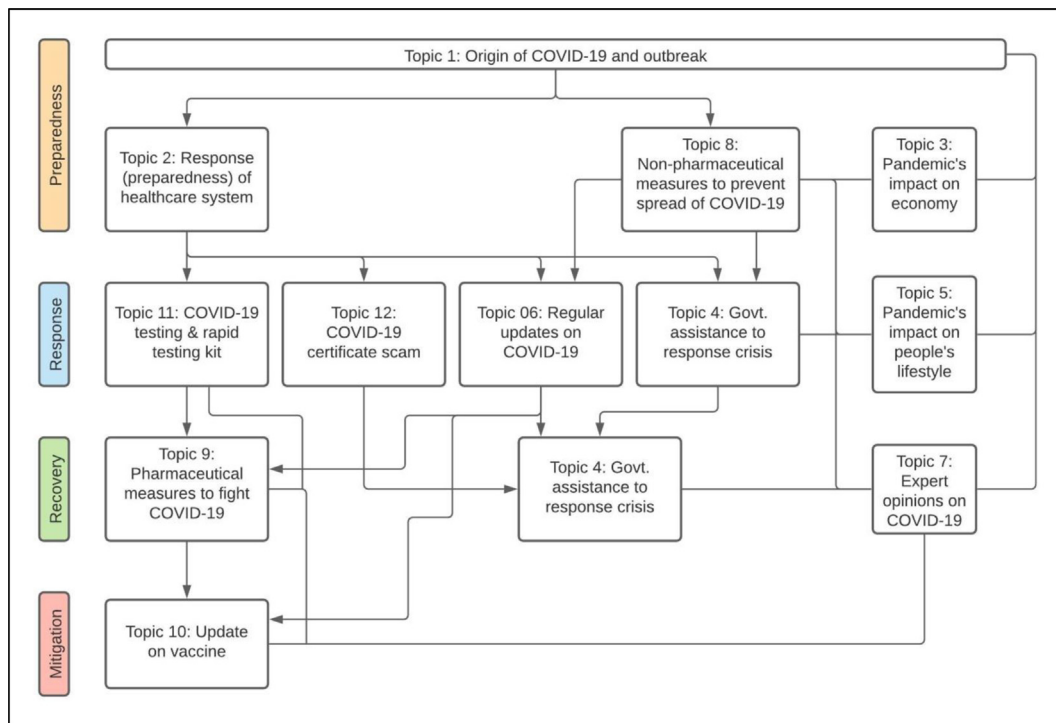 Preparedness
Topic 1: Origin of COVID-19 and outbreak
Topic 2: Response
(preparedness) of
healthcare system
Topic 8:
Non-pharmaceutical
measures to prevent
spread of COVID-19
Topic 3:
Pandemic's
impact on
economy
Response
Topic 11: COVID-19
testing & rapid
testing kit
Topic 12:
COVID-19
certificate scam
Topic 06: Regular
updates on
COVID-19
Topic 4: Govt.
assistance to
response crisis
Topic 5:
Pandemic's
impact on
people's
lifestyle
Recovery
Topic 9:
Pharmaceutical
measures to fight
COVID-19
Topic 4: Govt.
assistance to
response crisis
Topic 7:
Expert
opinions on
COVID-19
Mitigation
Topic 10: Update
on vaccine